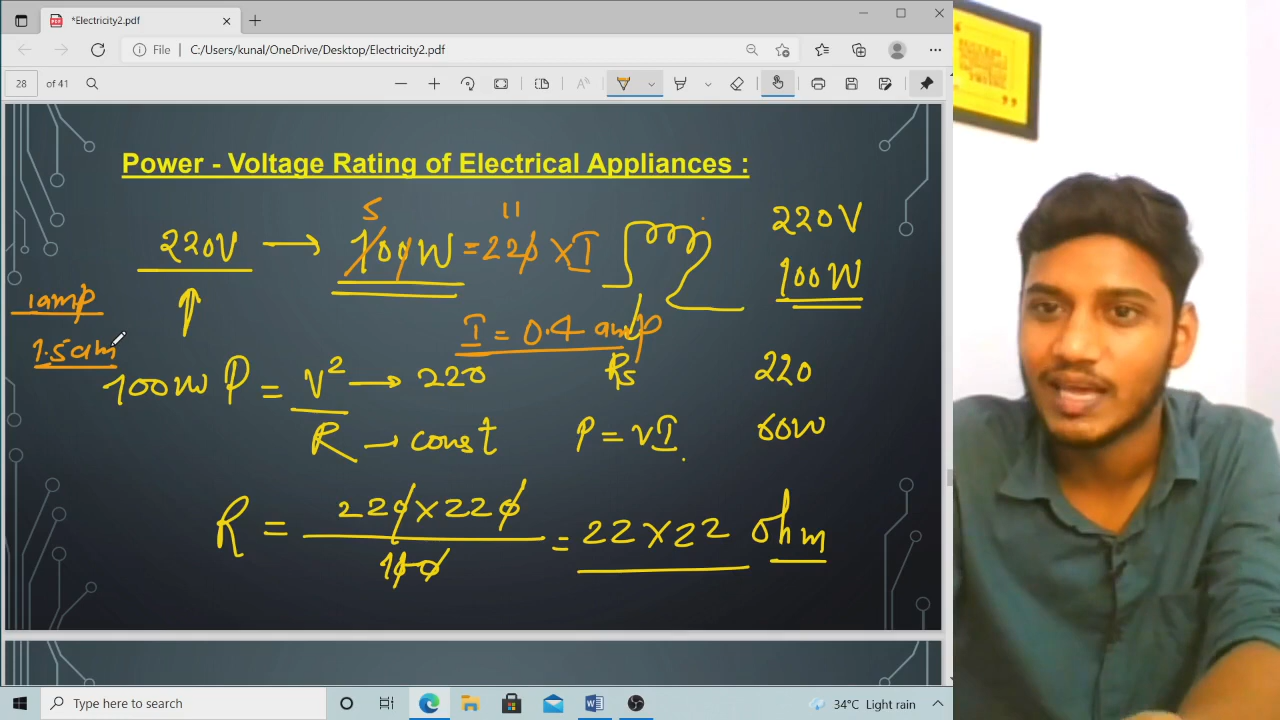 *Electricity2.pdf
File | C:/Users/kunal/OneDrive/Desktop/Electricity2.pdf
28 of 41
Power - Voltage Rating of Electrical Appliances :
5 11
220V → 100W = 220 × I
220V
100W
1amp
1.5am
I = 0.4 amp
100W P = V² → 220
R → const
P = VI
220
60W
R = 220 × 220
100
= 22 × 22 ohm
Type here to search
34°C Light rain